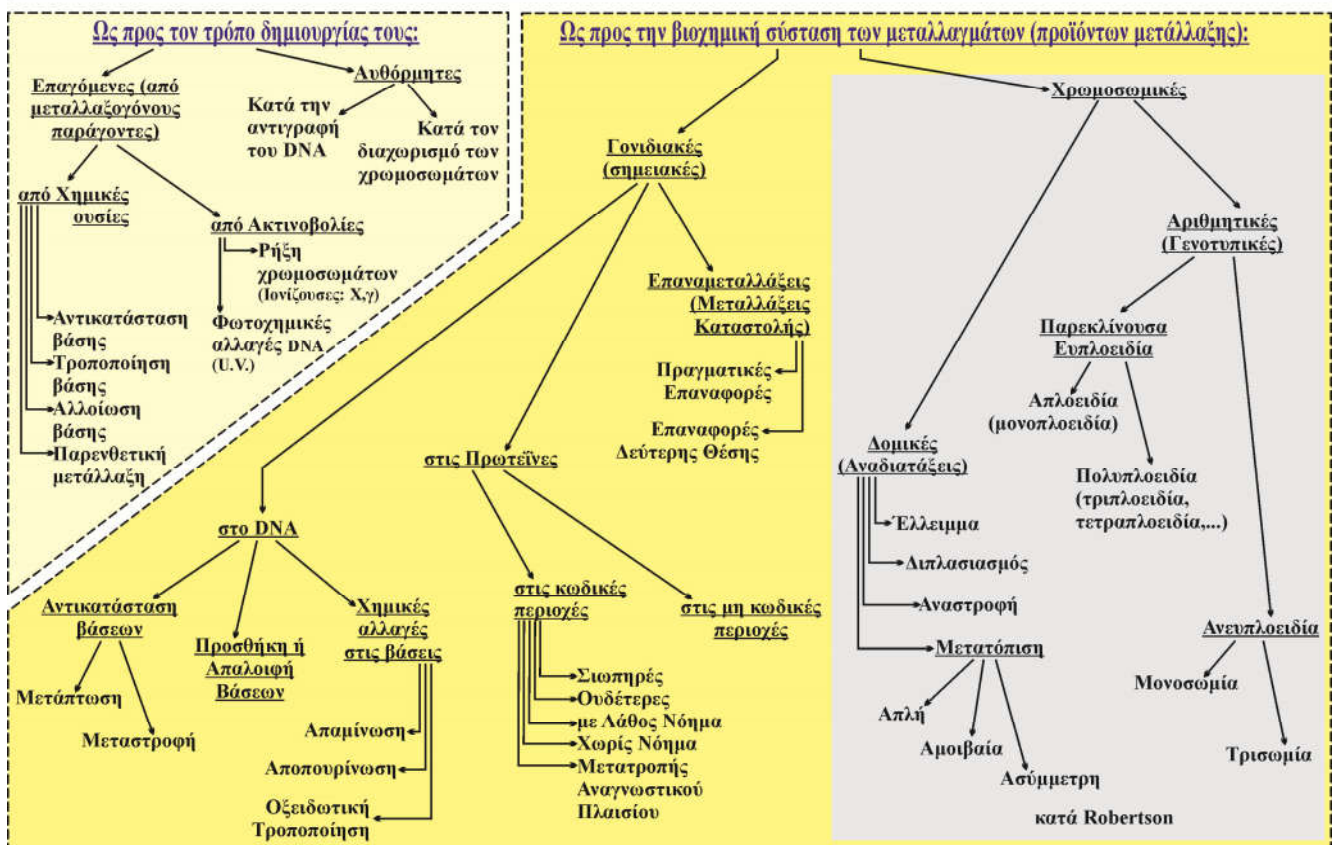 Ως προς τον τρόπο δημιουργίας τους:
Επαγόμενες (από
μεταλλαξογόνους
παράγοντες)
Αυθόρμητες
Κατά την
αντιγραφή
του DNA
Κατά τον
διαχωρισμό των
χρωμοσωμάτων
από Χημικές
ουσίες
από Ακτινοβολίες
Ρήξη
χρωμοσωμάτων
(Ιονίζουσες: Χ,γ)
Φωτοχημικές
αλλαγές DNA
(U.V.)
Αντικατάσταση
βάσης
Τροποποίηση
βάσης
Αλλοίωση
βάσης
Παρενθετική
μετάλλαξη
Ως προς την βιοχημική σύσταση των μεταλλαγμάτων (προϊόντων μετάλλαξης):
Γονιδιακές
(σημειακές)
Επαναμεταλλάξεις
(Μεταλλάξεις
Καταστολής)
Πραγματικές
Επαναφορές
Επαναφορές
Δεύτερης Θέσης
στις Πρωτεΐνες
στο DNA
Αντικατάσταση
βάσεων
Μετάπτωση
Μεταστροφή
Προσθήκη ή
Απαλοιφή
Βάσεων
Χημικές
αλλαγές
στις βάσεις
Απαμίνωση
Αποπουρίνωση
Οξειδωτική
Τροποποίηση
στις κωδικές
περιοχές
στις μη κωδικές
περιοχές
Σιωπηρές
Ουδέτερες
με Λάθος Νόημα
Χωρίς Νόημα
Μετατροπής
Αναγνωστικού
Πλαισίου
Χρωμοσωμικές
Αριθμητικές
(Γενοτυπικές)
Παρεκλίνουσα
Ευπλοειδία
Απλοειδία
(μονοπλοειδία)
Πολυπλοειδία
(τριπλοειδία,
τετραπλοειδία,...)
Δομικές
(Αναδιατάξεις)
Έλλειμμα
Διπλασιασμός
Αναστροφή
Μετατόπιση
Απλή
Αμοιβαία
Ασύμμετρη
κατά Robertson
Ανευπλοειδία
Μονοσωμία
Τρισωμία